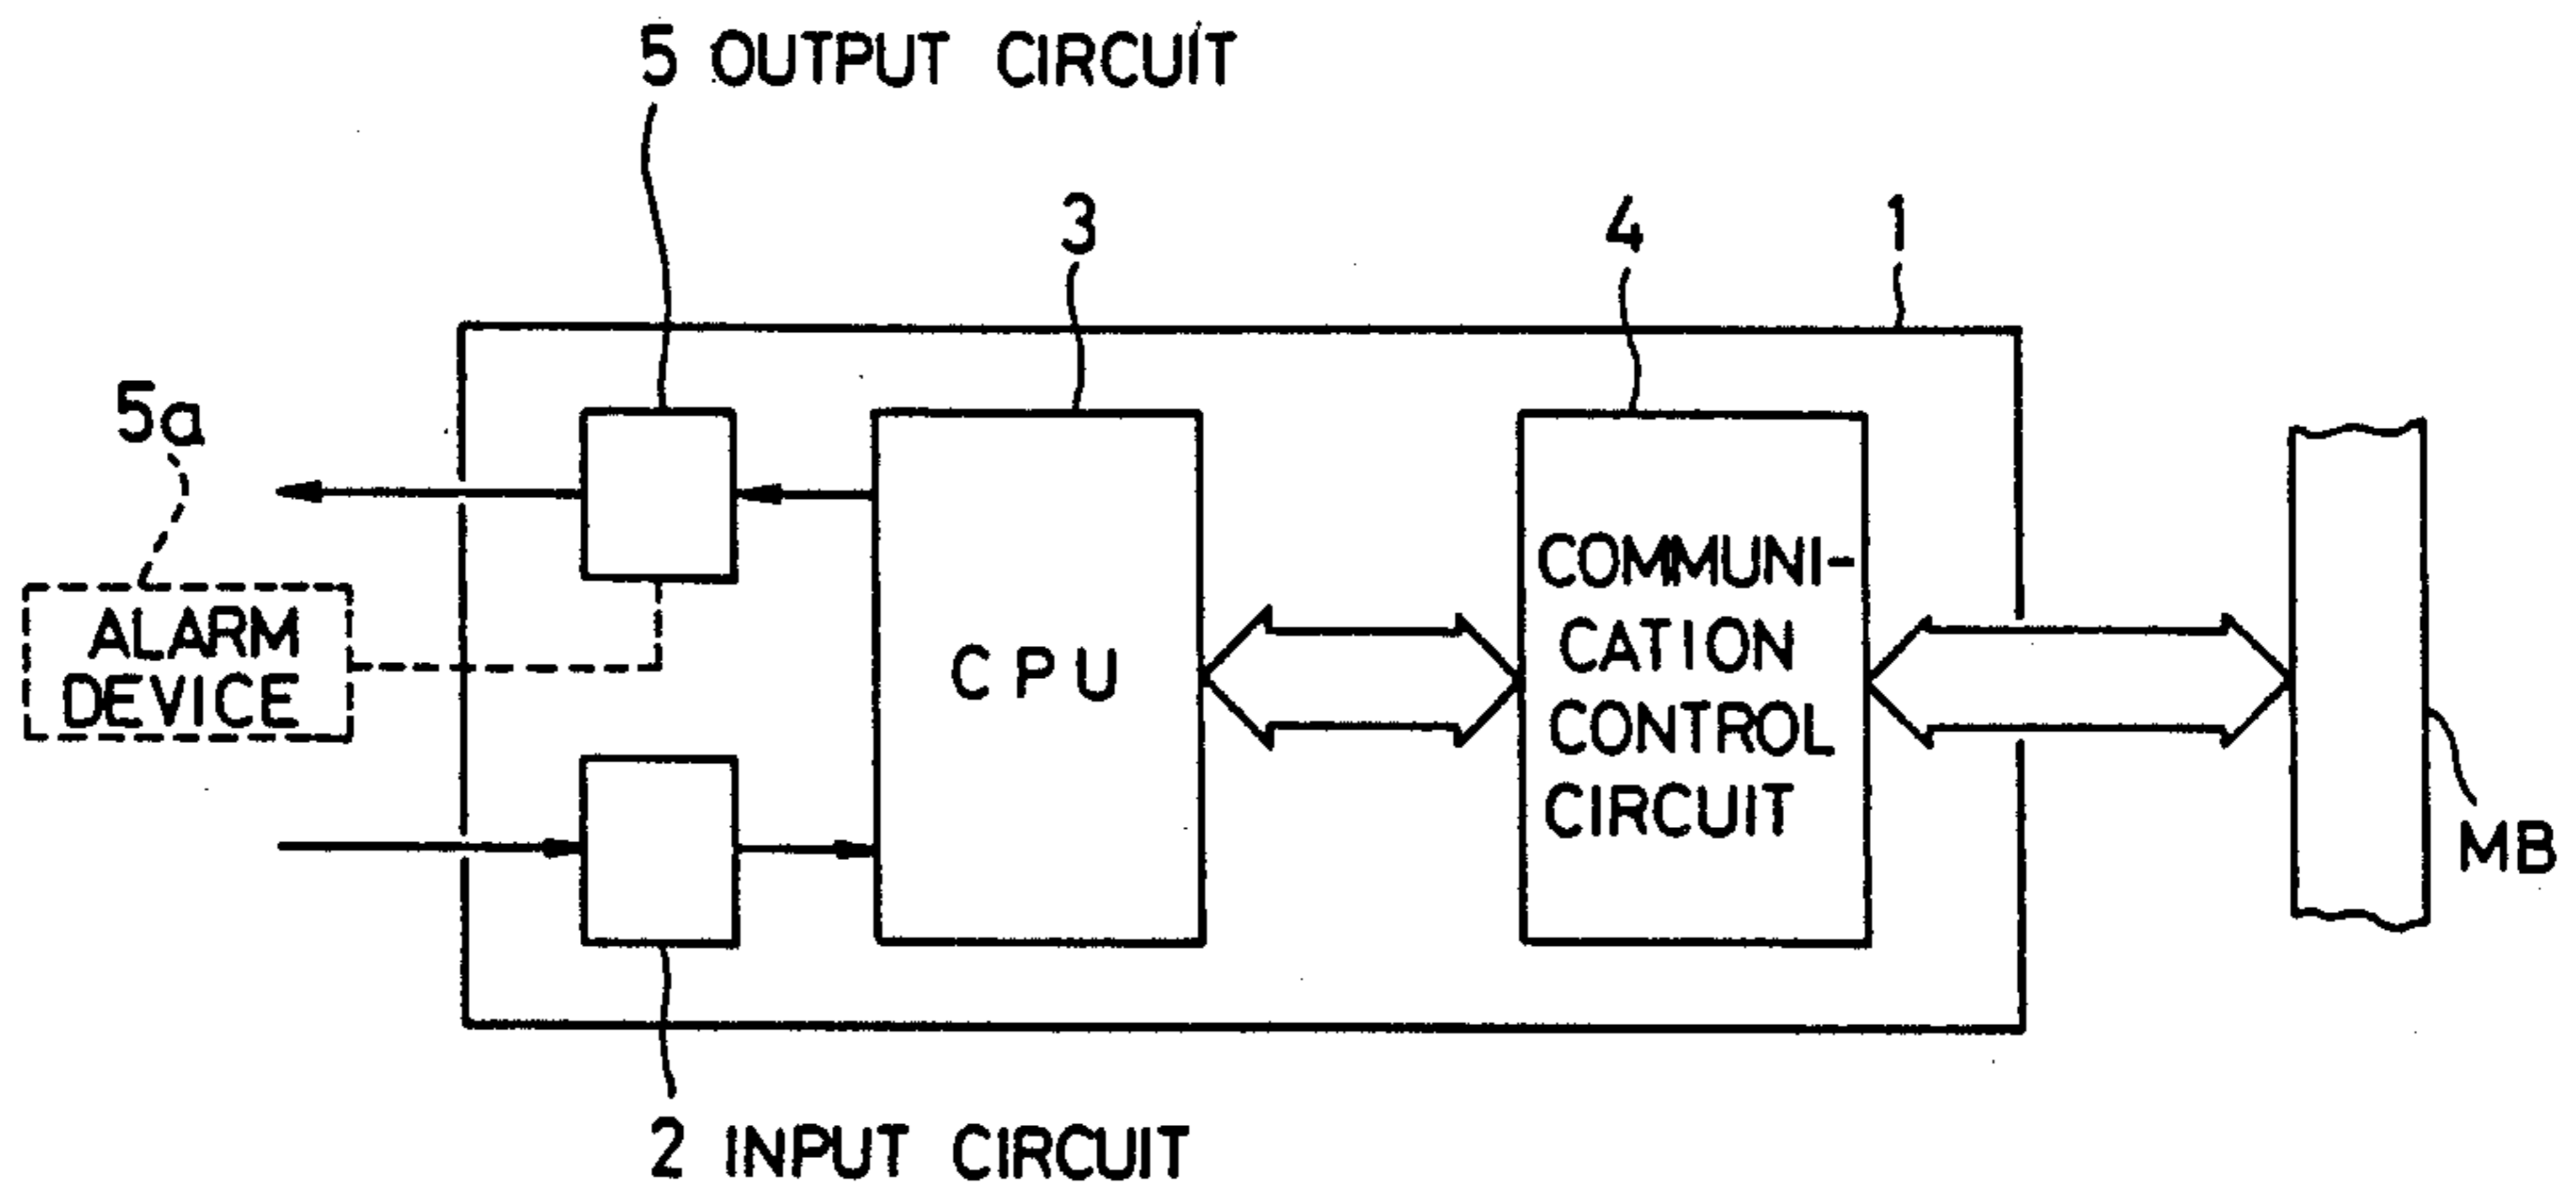 5 OUTPUT CIRCUIT
3
4
1
5a
ALARM
DEVICE
CPU
COMMUNI-
CATION
CONTROL
CIRCUIT
MB
2 INPUT CIRCUIT